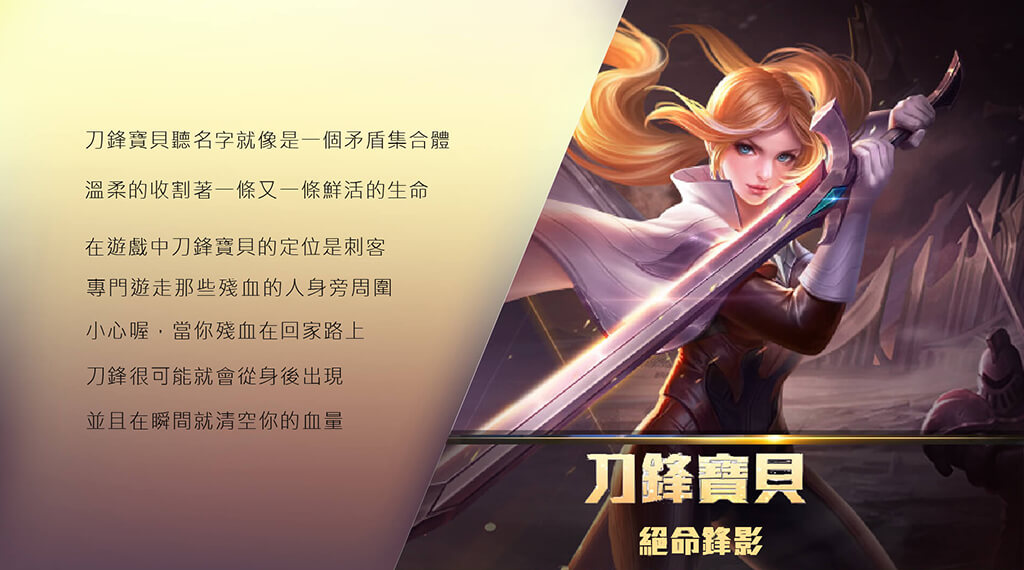 刀鋒寶貝聽名字就像是一個矛盾集合體
溫柔的收割著一條又一條鮮活的生命
在遊戲中刀鋒寶貝的定位是刺客
專門遊走那些殘血的人身旁周圍
小心喔，當你殘血在回家路上
刀鋒很可能就會從身後出現
並且在瞬間就清空你的血量
刀鋒寶貝
絕命鋒影